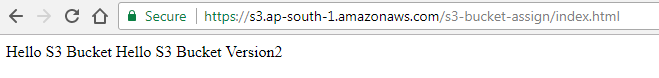 Secure https://s3.ap-south-1.amazonaws.com/s3-bucket-assign/index.html
Hello S3 Bucket Hello S3 Bucket Version2